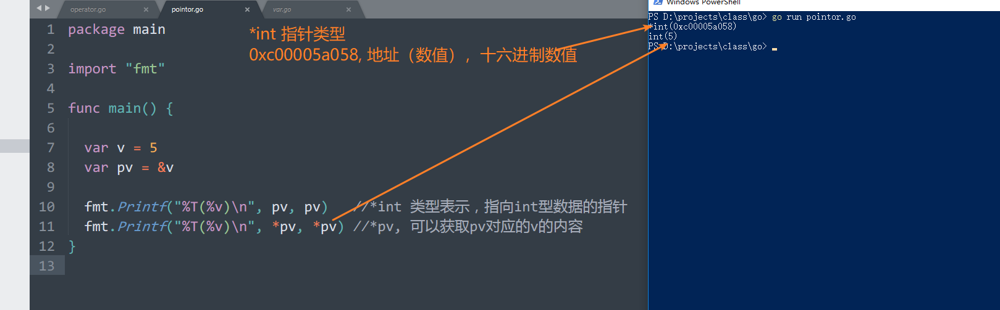 operator.go
pointor.go
var.go
Windows PowerShell
1 package main
2
3 import "fmt"
4
5 func main() {
6
7 var v = 5
8 var pv = &v
9
10 fmt.Printf("%T(%v)\n", pv, pv) //*int 类型表示，指向int型数据的指针
11 fmt.Printf("%T(%v)\n", *pv, *pv) //*pv, 可以获取pv对应的v的内容
12 }
13
*int 指针类型
0xc00005a058, 地址（数值），十六进制数值
PS D:\projects\class\go> go run pointor.go
*int(0xc00005a058)
int(5)
PS D:\projects\class\go>